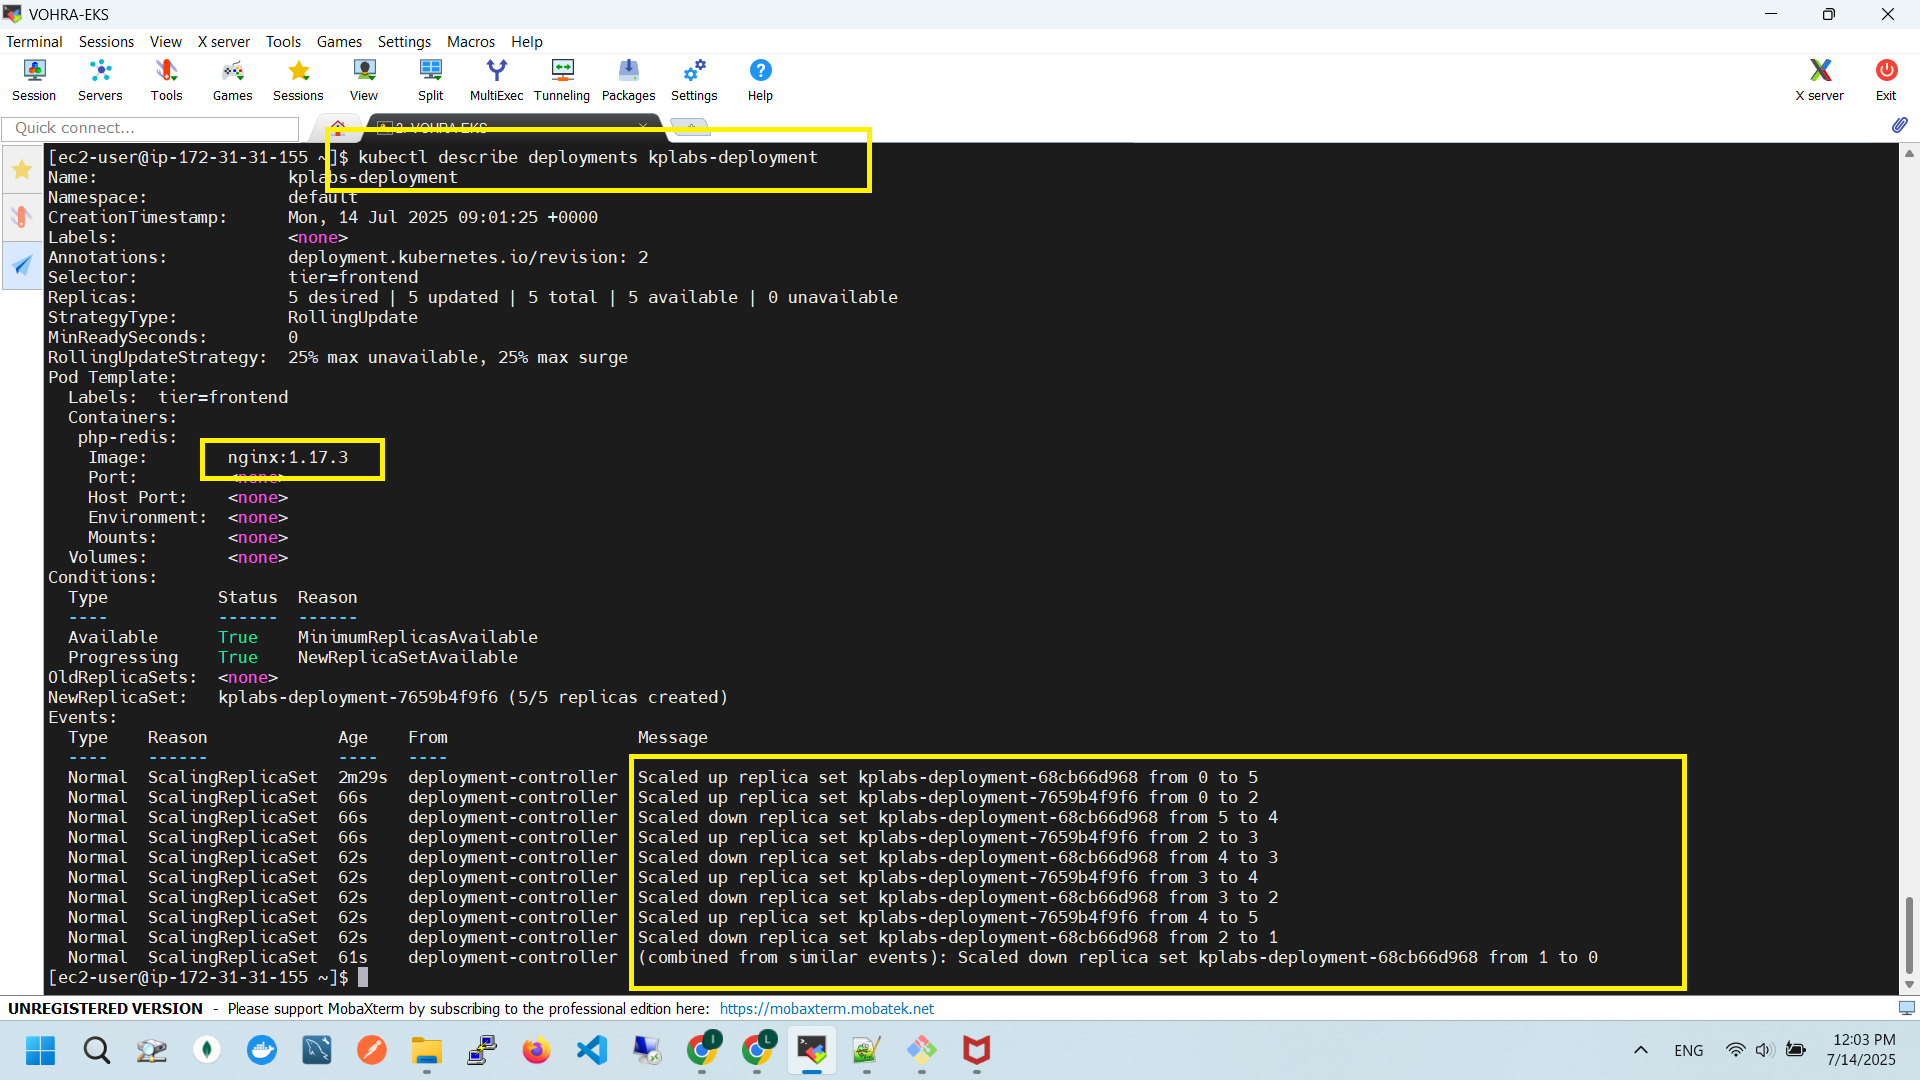 VOHRA-EKS
Terminal Sessions View X server Tools Games Settings Macros Help
Session Servers Tools Games Sessions View Split MultiExec Tunneling Packages Settings Help X server Exit
Quick connect...
2. VOHRA-EKS
[ec2-user@ip-172-31-31-155 ~]$ kubectl describe deployments kplabs-deployment
Name: kplabs-deployment
Namespace: default
CreationTimestamp: Mon, 14 Jul 2025 09:01:25 +0000
Labels: <none>
Annotations: deployment.kubernetes.io/revision: 2
Selector: tier=frontend
Replicas: 5 desired | 5 updated | 5 total | 5 available | 0 unavailable
StrategyType: RollingUpdate
MinReadySeconds: 0
RollingUpdateStrategy: 25% max unavailable, 25% max surge
Pod Template:
Labels: tier=frontend
Containers:
php-redis:
Image: nginx:1.17.3
Port: <none>
Host Port: <none>
Environment: <none>
Mounts: <none>
Volumes: <none>
Conditions:
Type Status Reason
---- ------ ------
Available True MinimumReplicasAvailable
Progressing True NewReplicaSetAvailable
OldReplicaSets: <none>
NewReplicaSet: kplabs-deployment-7659b4f9f6 (5/5 replicas created)
Events:
Type Reason Age From Message
---- ------ ---- ----
Normal ScalingReplicaSet 2m29s deployment-controller Scaled up replica set kplabs-deployment-68cb66d968 from 0 to 5
Normal ScalingReplicaSet 66s deployment-controller Scaled up replica set kplabs-deployment-7659b4f9f6 from 0 to 2
Normal ScalingReplicaSet 66s deployment-controller Scaled down replica set kplabs-deployment-68cb66d968 from 5 to 4
Normal ScalingReplicaSet 66s deployment-controller Scaled up replica set kplabs-deployment-7659b4f9f6 from 2 to 3
Normal ScalingReplicaSet 62s deployment-controller Scaled down replica set kplabs-deployment-68cb66d968 from 4 to 3
Normal ScalingReplicaSet 62s deployment-controller Scaled up replica set kplabs-deployment-7659b4f9f6 from 3 to 4
Normal ScalingReplicaSet 62s deployment-controller Scaled down replica set kplabs-deployment-68cb66d968 from 3 to 2
Normal ScalingReplicaSet 62s deployment-controller Scaled up replica set kplabs-deployment-7659b4f9f6 from 4 to 5
Normal ScalingReplicaSet 62s deployment-controller Scaled down replica set kplabs-deployment-68cb66d968 from 2 to 1
Normal ScalingReplicaSet 61s deployment-controller (combined from similar events): Scaled down replica set kplabs-deployment-68cb66d968 from 1 to 0
[ec2-user@ip-172-31-31-155 ~]$
UNREGISTERED VERSION - Please support MobaXterm by subscribing to the professional edition here: https://mobaxterm.mobatek.net
I L ENG 12:03 PM
7/14/2025